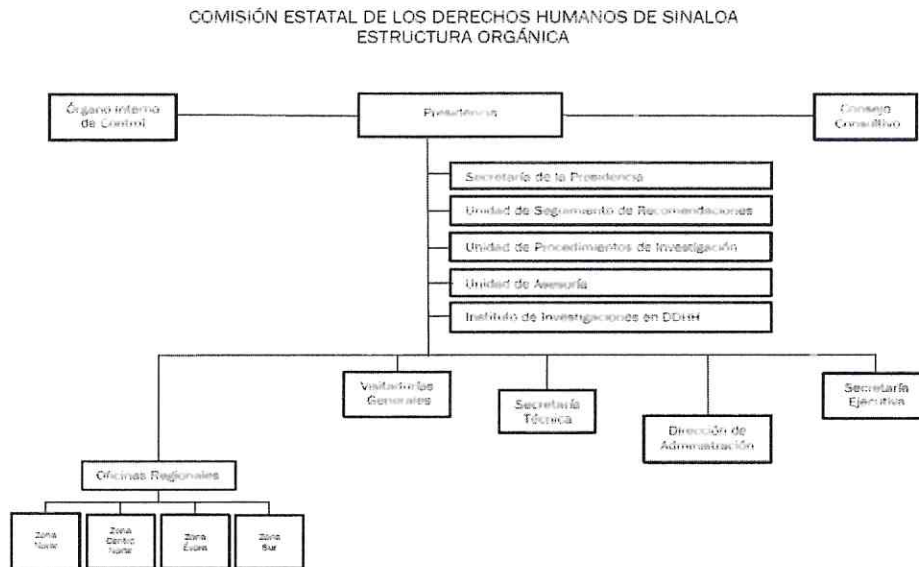 COMISIÓN ESTATAL DE LOS DERECHOS HUMANOS DE SINALOA
ESTRUCTURA ORGÁNICA
Órgano Interno
de Control
Presidencia
Consejo
Consultivo
Secretaría de la Presidencia
Unidad de Seguimiento de Recomendaciones
Unidad de Procedimientos de Investigación
Unidad de Asesoría
Instituto de Investigaciones en DDHH
Visitadurías
Generales
Secretaría
Técnica
Dirección de
Administración
Secretaría
Ejecutiva
Oficinas Regionales
Zona
Norte
Zona
Centro
Norte
Zona
Évora
Zona
Sur